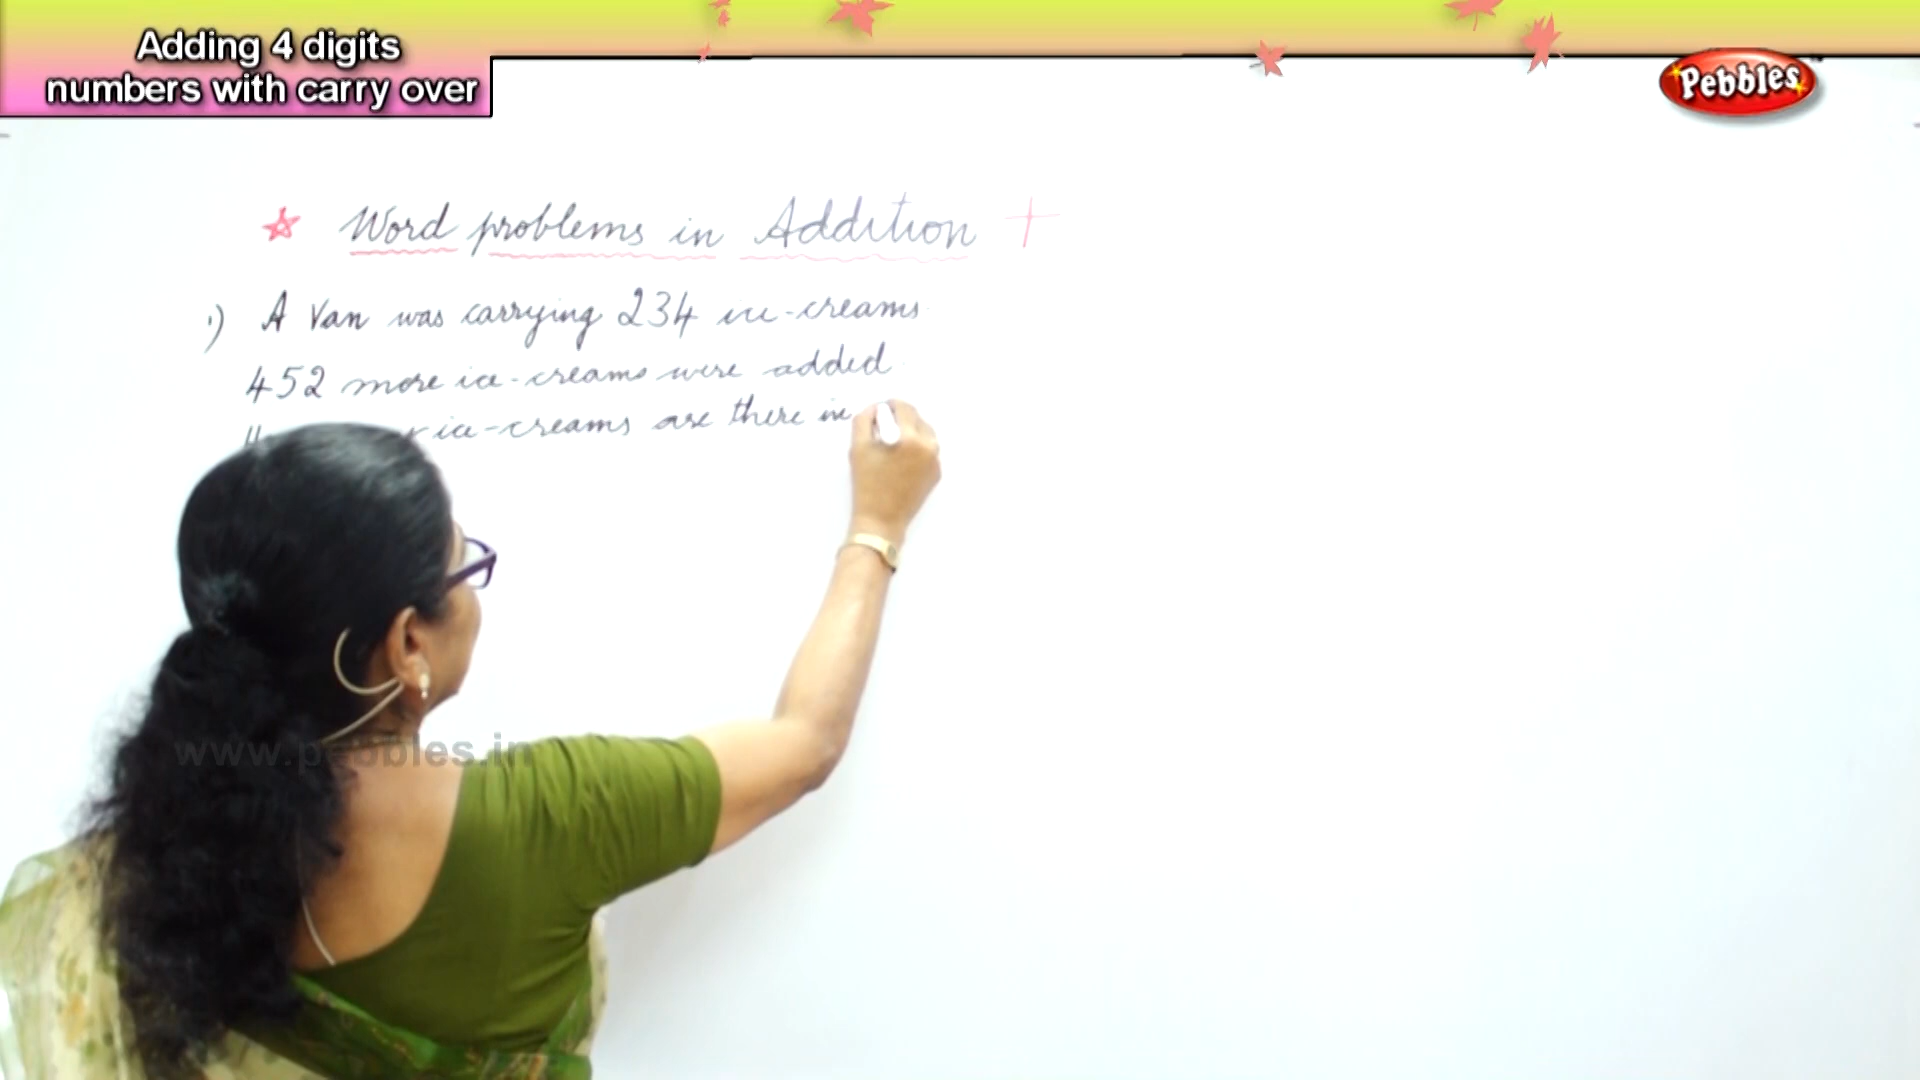 Adding 4 digits
numbers with carry over
Pebbles
Word problems in Addition +
1) A Van was carrying 234 ice-creams
452 more ice-creams were added
ice-creams are there in
www.pebbles.in